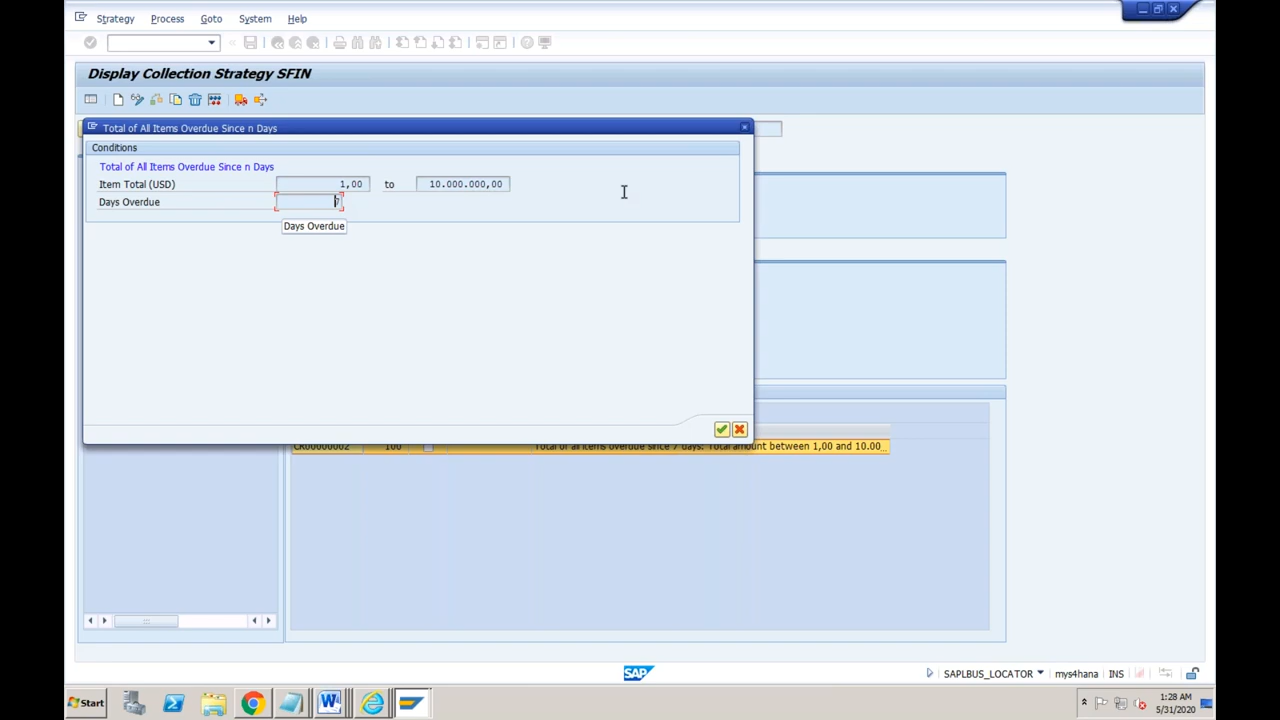 Strategy Process Goto System Help
Display Collection Strategy SFIN
Total of All Items Overdue Since n Days
Conditions
Total of All Items Overdue Since n Days
Item Total (USD) 1,00 to 10.000.000,00
Days Overdue 7
Days Overdue
CR00000002 100 Total of all items overdue since 7 days. Total amount between 1,00 and 10.00...
SAP SAPLBUS_LOCATOR mys4hana INS
Start 1:28 AM
5/31/2020